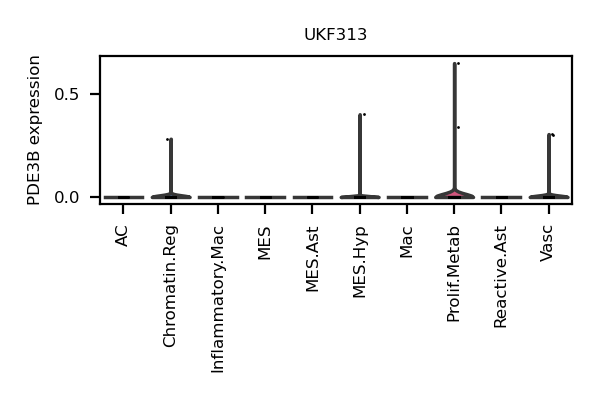 UKF313
PDE3B expression
0.5
0.0
AC
Chromatin.Reg
Inflammatory.Mac
MES
MES.Ast
MES.Hyp
Mac
Prolif.Metab
Reactive.Ast
Vasc